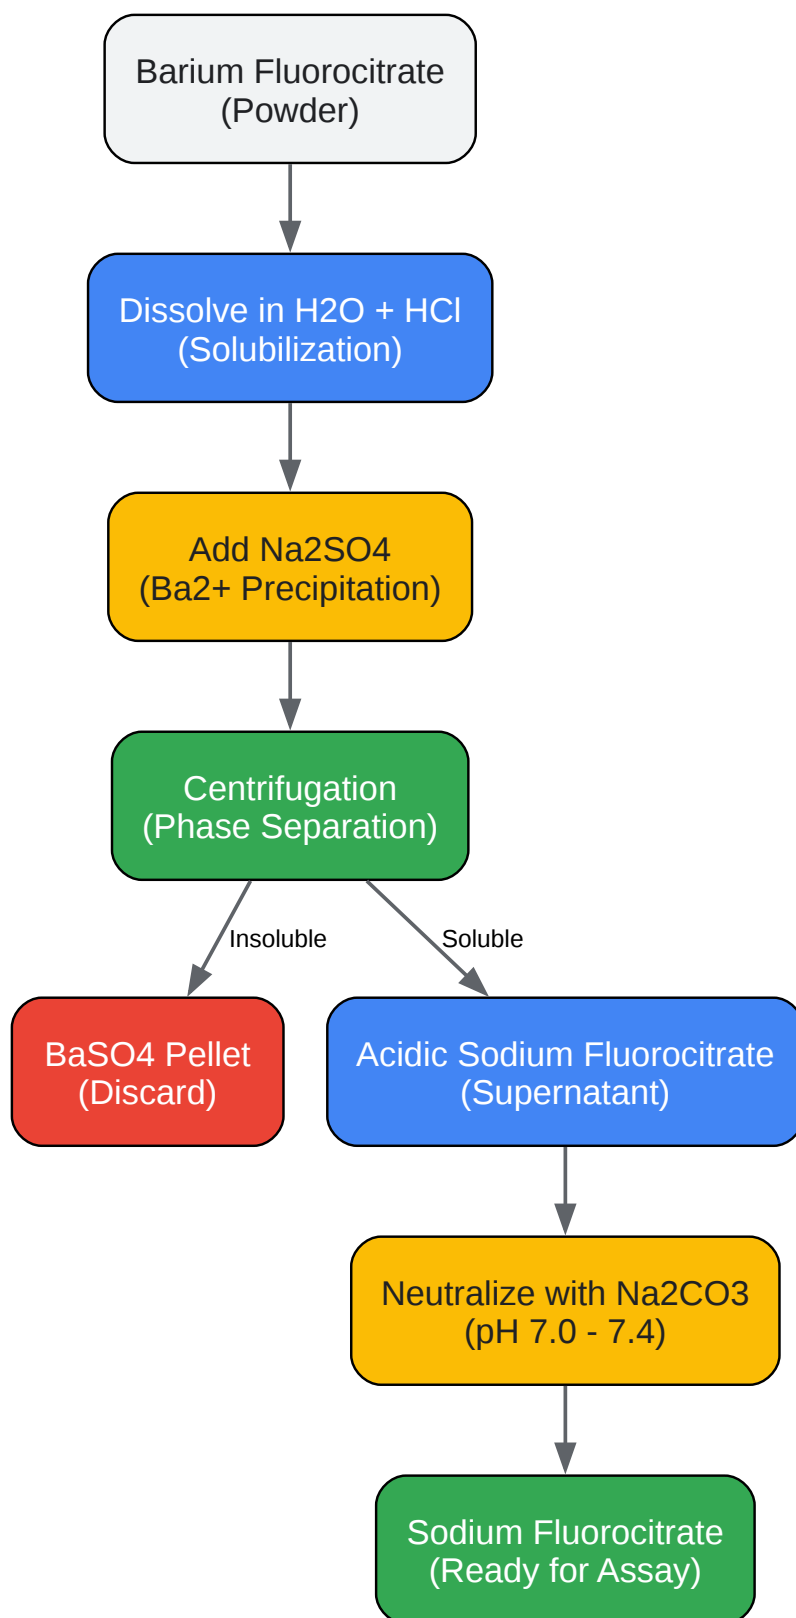 Barium Fluorocitrate
(Powder)
Dissolve in H2O + HCl
(Solubilization)
Add Na2SO4
(Ba2+ Precipitation)
Centrifugation
(Phase Separation)
Insoluble
Soluble
BaSO4 Pellet
(Discard)
Acidic Sodium Fluorocitrate
(Supernatant)
Neutralize with Na2CO3
(pH 7.0 - 7.4)
Sodium Fluorocitrate
(Ready for Assay)